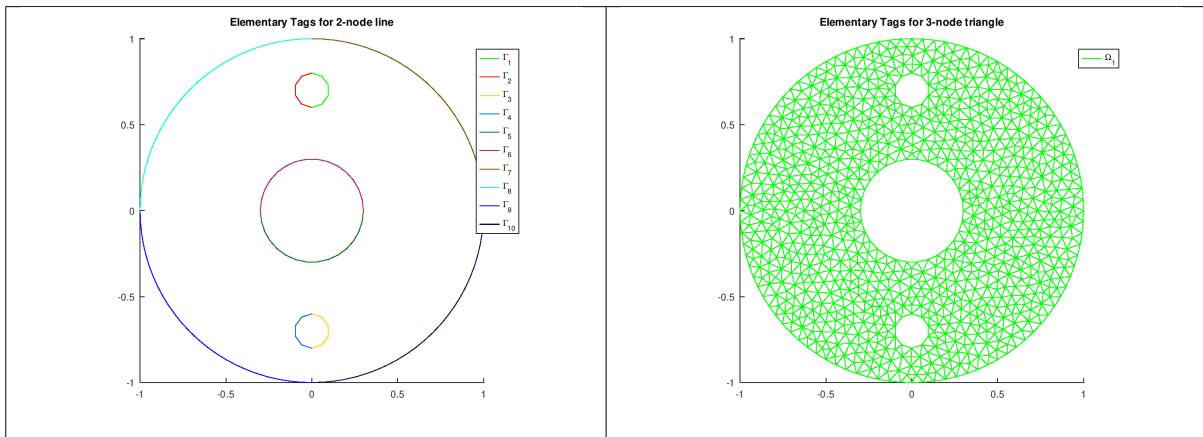 Elementary Tags for 2-node line
1
0.5
0
-0.5
-1
-1
-0.5
0
0.5
1
Γ1
Γ2
Γ3
Γ4
Γ5
Γ6
Γ7
Γ8
Γ9
Γ10
Elementary Tags for 3-node triangle
1
0.5
0
-0.5
-1
-1
-0.5
0
0.5
1
Ω1